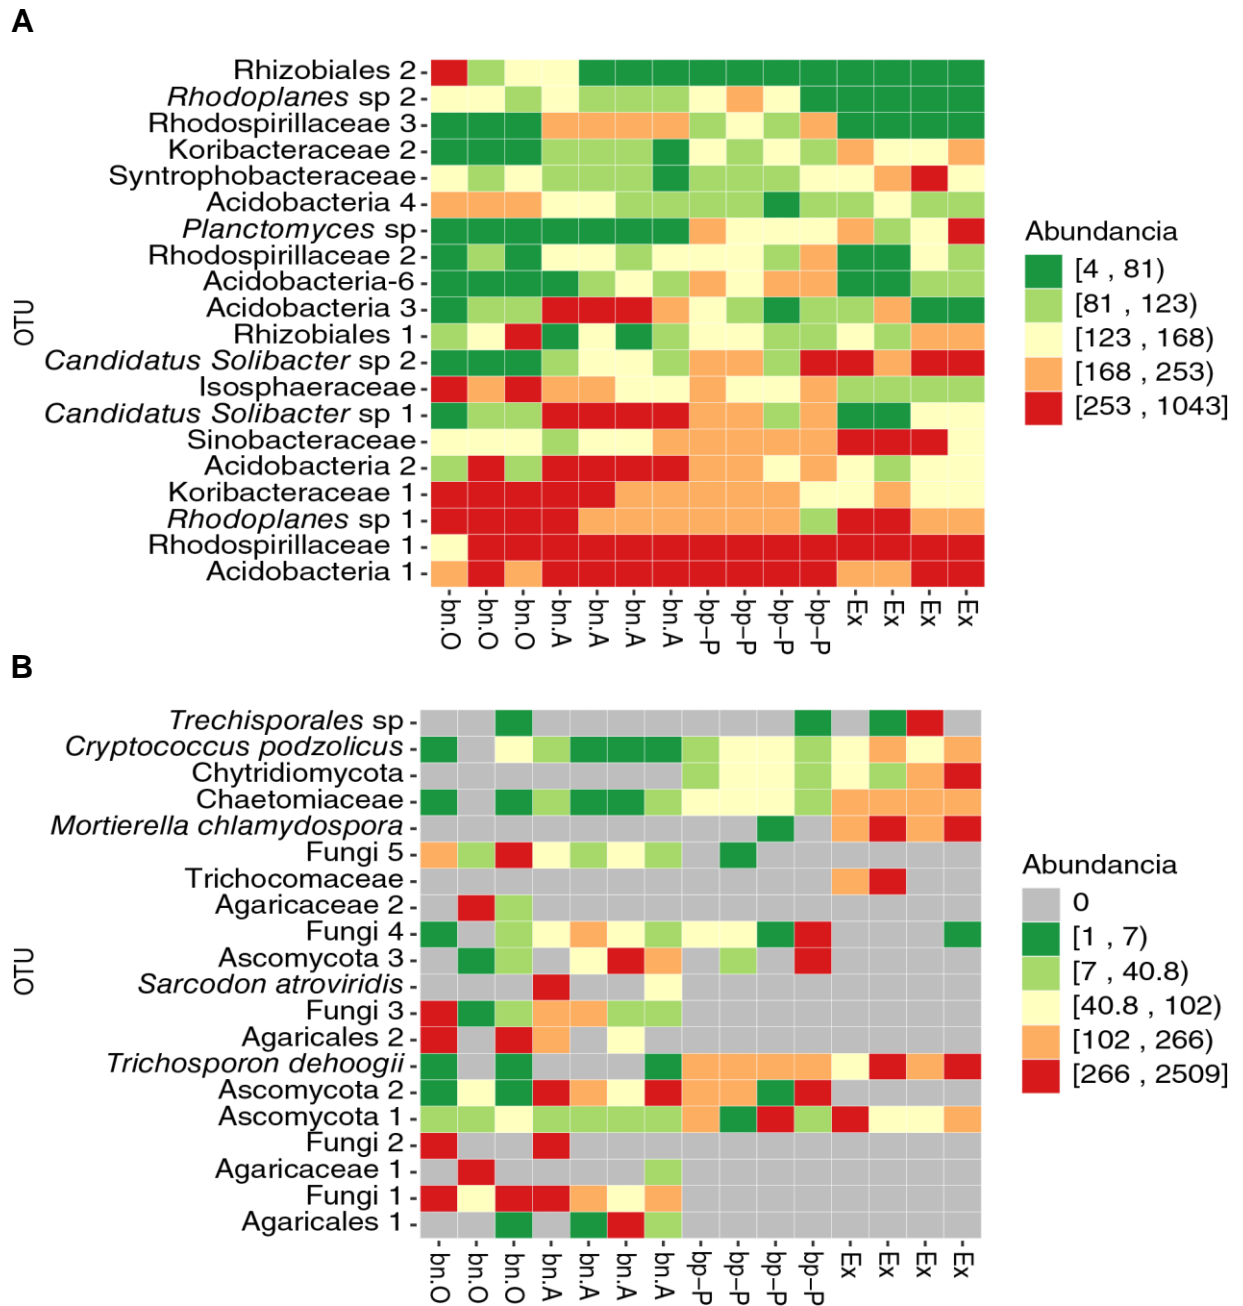 A
Rhizobiales 2
Rhodoplanes sp 2
Rhodospirillaceae 3
Koribacteraceae 2
Syntrophobacteraceae
Acidobacteria 4
Planctomyces sp
Rhodospirillaceae 2
Acidobacteria-6
Acidobacteria 3
Rhizobiales 1
Candidatus Solibacter sp 2
Isosphaeraceae
Candidatus Solibacter sp 1
Sinobacteraceae
Acidobacteria 2
Koribacteraceae 1
Rhodoplanes sp 1
Rhodospirillaceae 1
Acidobacteria 1
OTU
bn.O bn.O bn.O bn.A bn.A bn.A bn.A bp-P bp-P bp-P bp-P Ex Ex Ex Ex
Abundancia
[4 , 81)
[81 , 123)
[123 , 168)
[168 , 253)
[253 , 1043]
B
Trechisporales sp
Cryptococcus podzolicus
Chytridiomycota
Chaetomiaceae
Mortierella chlamydospora
Fungi 5
Trichocomaceae
Agaricaceae 2
Fungi 4
Ascomycota 3
Sarcodon atroviridis
Fungi 3
Agaricales 2
Trichosporon dehoogii
Ascomycota 2
Ascomycota 1
Fungi 2
Agaricaceae 1
Fungi 1
Agaricales 1
OTU
bn.O bn.O bn.O bn.A bn.A bn.A bn.A bp-P bp-P bp-P bp-P Ex Ex Ex Ex
Abundancia
0
[1 , 7)
[7 , 40.8)
[40.8 , 102)
[102 , 266)
[266 , 2509]